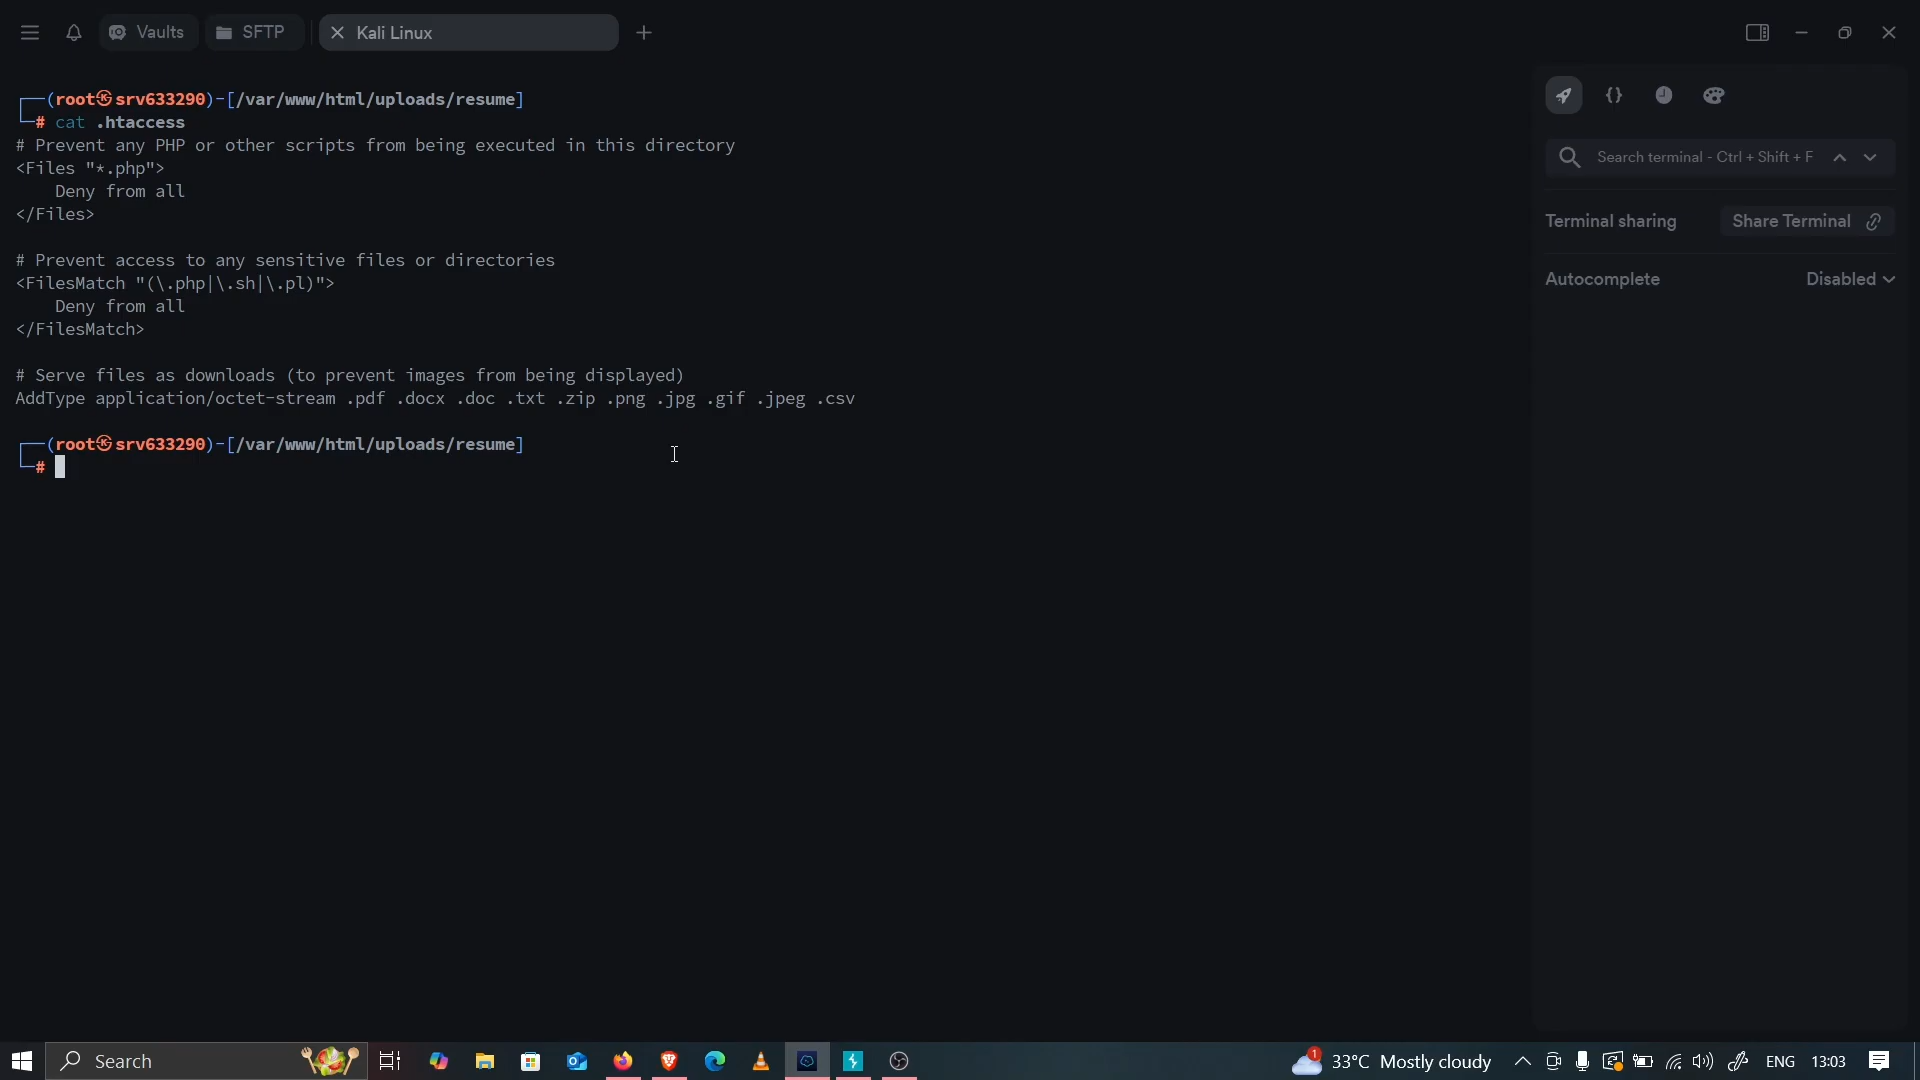 Vaults
SFTP
Kali Linux
┌──(root㉿srv633290)-[/var/www/html/uploads/resume]
└─# cat .htaccess
# Prevent any PHP or other scripts from being executed in this directory
<Files "*.php">
    Deny from all
</Files>
# Prevent access to any sensitive files or directories
<FilesMatch "(\.php|\.sh|\.pl)">
    Deny from all
</FilesMatch>
# Serve files as downloads (to prevent images from being displayed)
AddType application/octet-stream .pdf .docx .doc .txt .zip .png .jpg .gif .jpeg .csv
┌──(root㉿srv633290)-[/var/www/html/uploads/resume]
└─#
Search terminal - Ctrl + Shift + F
Terminal sharing
Share Terminal
Autocomplete
Disabled
Search
1
33°C Mostly cloudy
ENG
13:03